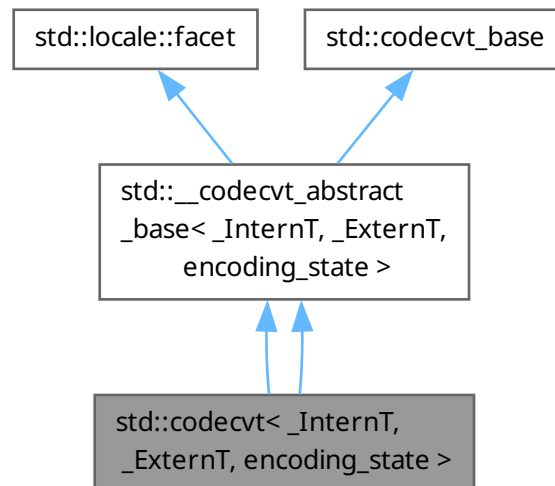 std::locale::facet
std::codecvt_base
std::__codecvt_abstract
_base< _InternT, _ExternT,
encoding_state >
std::codecvt< _InternT,
_ExternT, encoding_state >